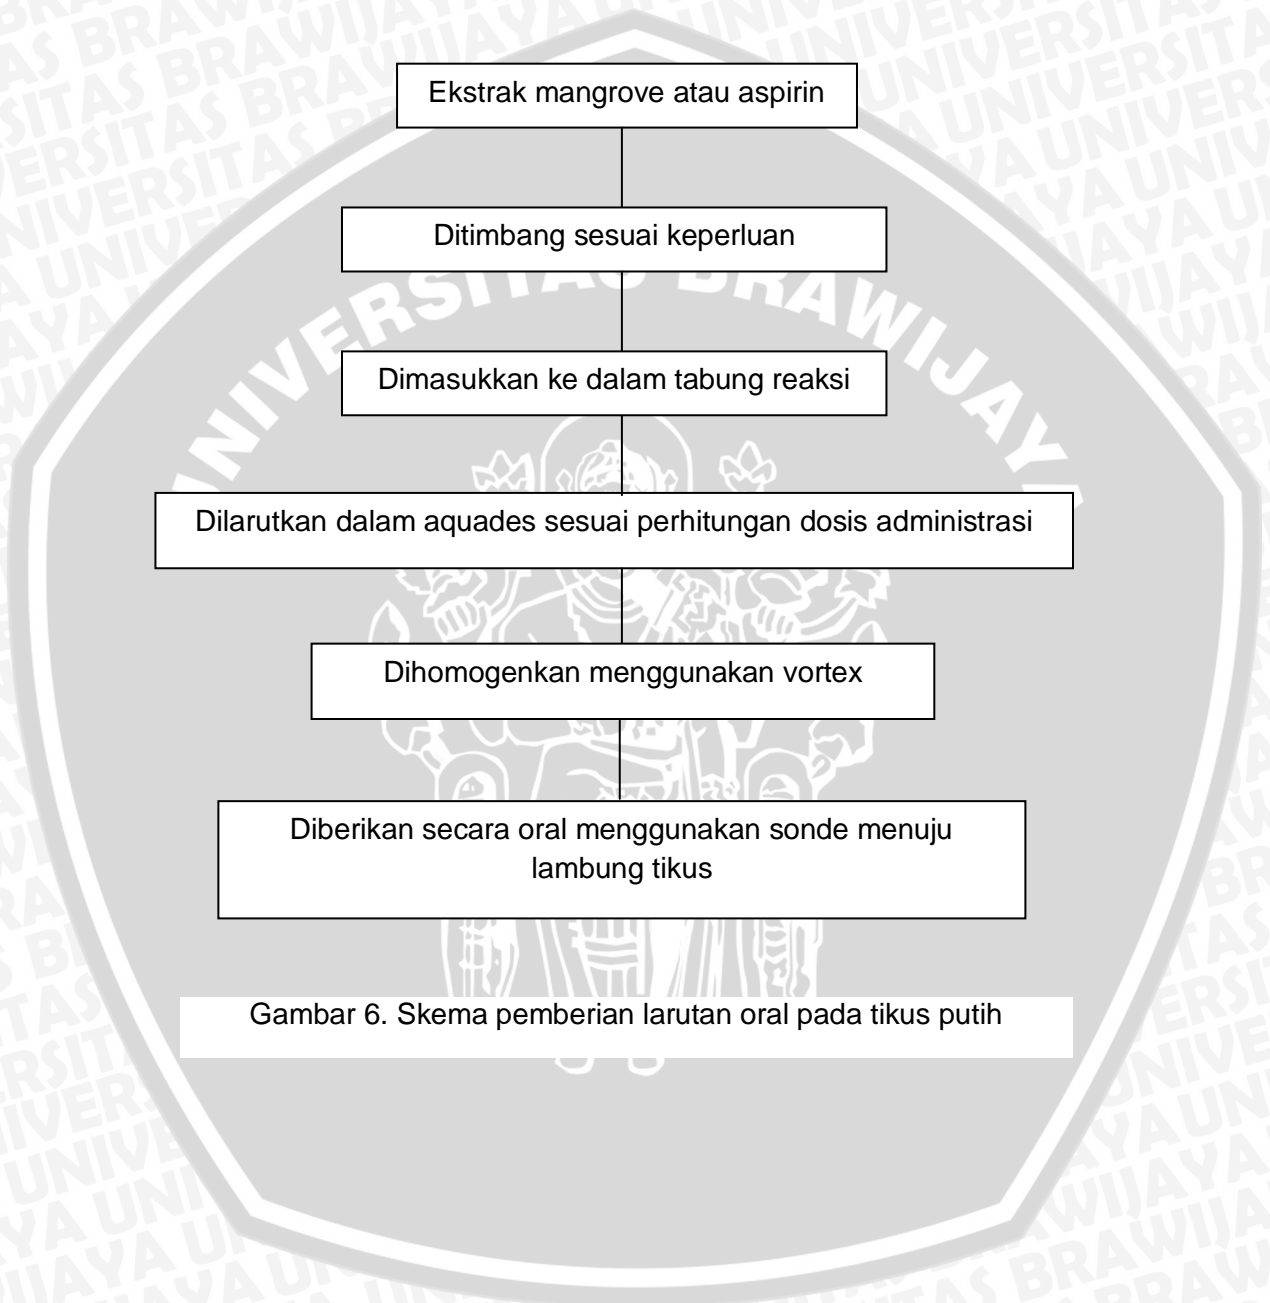 Ekstrak mangrove atau aspirin
Ditimbang sesuai keperluan
UNIVERSITAS BRAWIJAYA
Dimasukkan ke dalam tabung reaksi
Dilarutkan dalam aquades sesuai perhitungan dosis administrasi
Dihomogenkan menggunakan vortex
Diberikan secara oral menggunakan sonde menuju
lambung tikus
Gambar 6. Skema pemberian larutan oral pada tikus putih